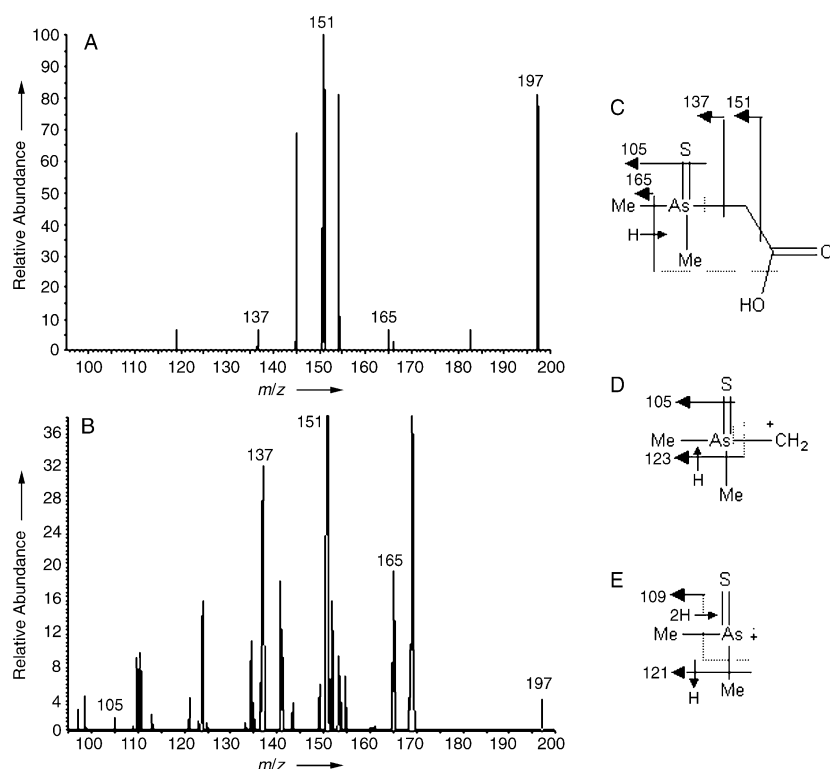 A
Relative Abundance
100
90
80
70
60
50
40
30
20
10
0
151
197
137
165
100 110 120 130 140 150 160 170 180 190 200
m/z
B
Relative Abundance
36
32
28
24
20
16
12
8
4
0
151
137
165
105
197
100 110 120 130 140 150 160 170 180 190 200
m/z
C
137 151
105
S
165
Me As
H
Me
O
HO
D
S
105
+
Me As CH2
123
H
Me
E
S
109
2H
Me As +
121
H Me